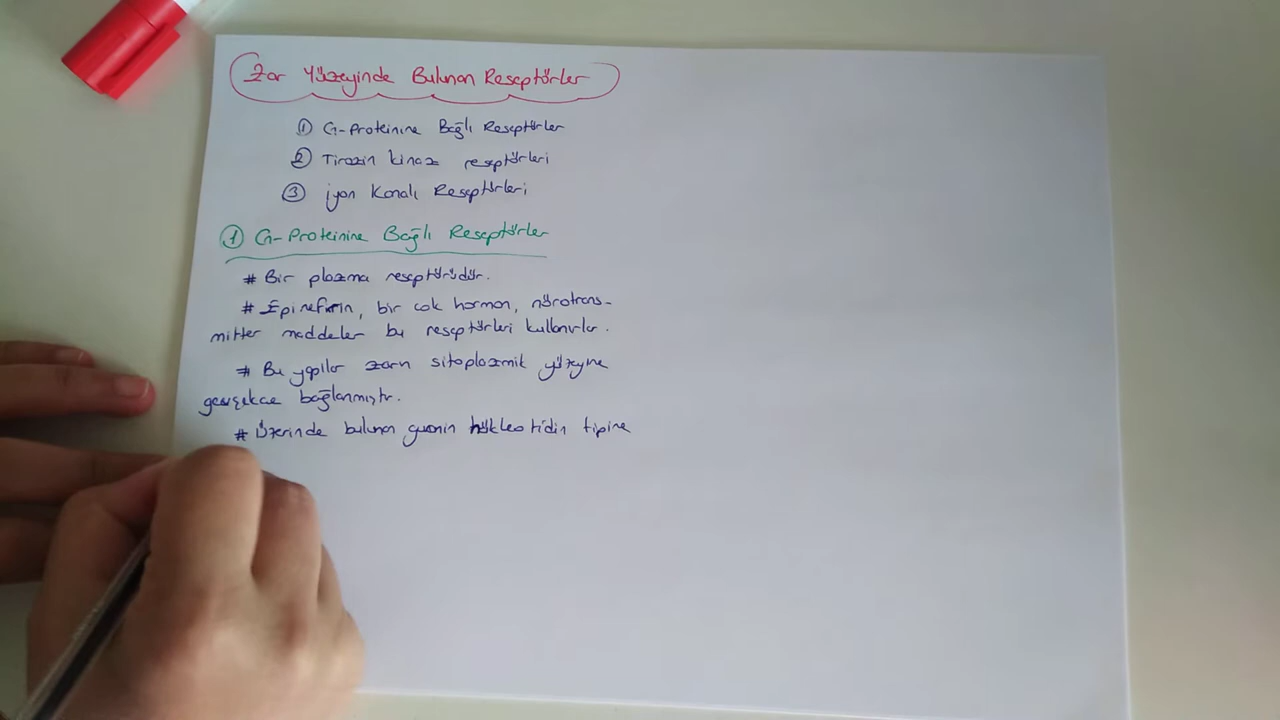 Zar Yüzeyinde Bulunan Reseptörler
① G-Proteinine Bağlı Reseptörler
② Tirozin kinaz reseptörleri
③ iyon Kanalı Reseptörleri
① G-Proteinine Bağlı Reseptörler
# Bir plazma reseptörüdür.
# Epinefrin, bir çok hormon, nörotrans-
mitter maddeler bu reseptörleri kullanırlar.
# Bu yapılar zarın sitoplazmik yüzeyine
gevşekçe bağlanmıştır.
# Üzerinde bulunan guanin nükleotidin tipine